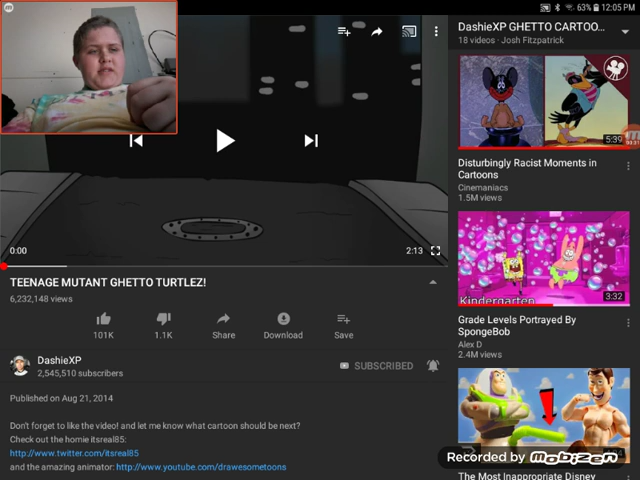 63% 12:05 PM
DashieXP GHETTO CARTOO...
18 videos · Josh Fitzpatrick
5:39
Disturbingly Racist Moments in
Cartoons
Cinemaniacs
1.5M views
0:00
2:13
TEENAGE MUTANT GHETTO TURTLEZ!
6,232,148 views
101K
1.1K
Share
Download
Save
Kindergarten
3:32
Grade Levels Portrayed By
SpongeBob
Alex D
2.4M views
DashieXP
2,545,510 subscribers
SUBSCRIBED
Published on Aug 21, 2014
Don't forget to like the video! and let me know what cartoon should be next?
Check out the homie itsreal85:
http://www.twitter.com/itsreal85
and the amazing animator: http://www.youtube.com/drawesometoons
Recorded by Mobizen
The Most Inappropriate Disney